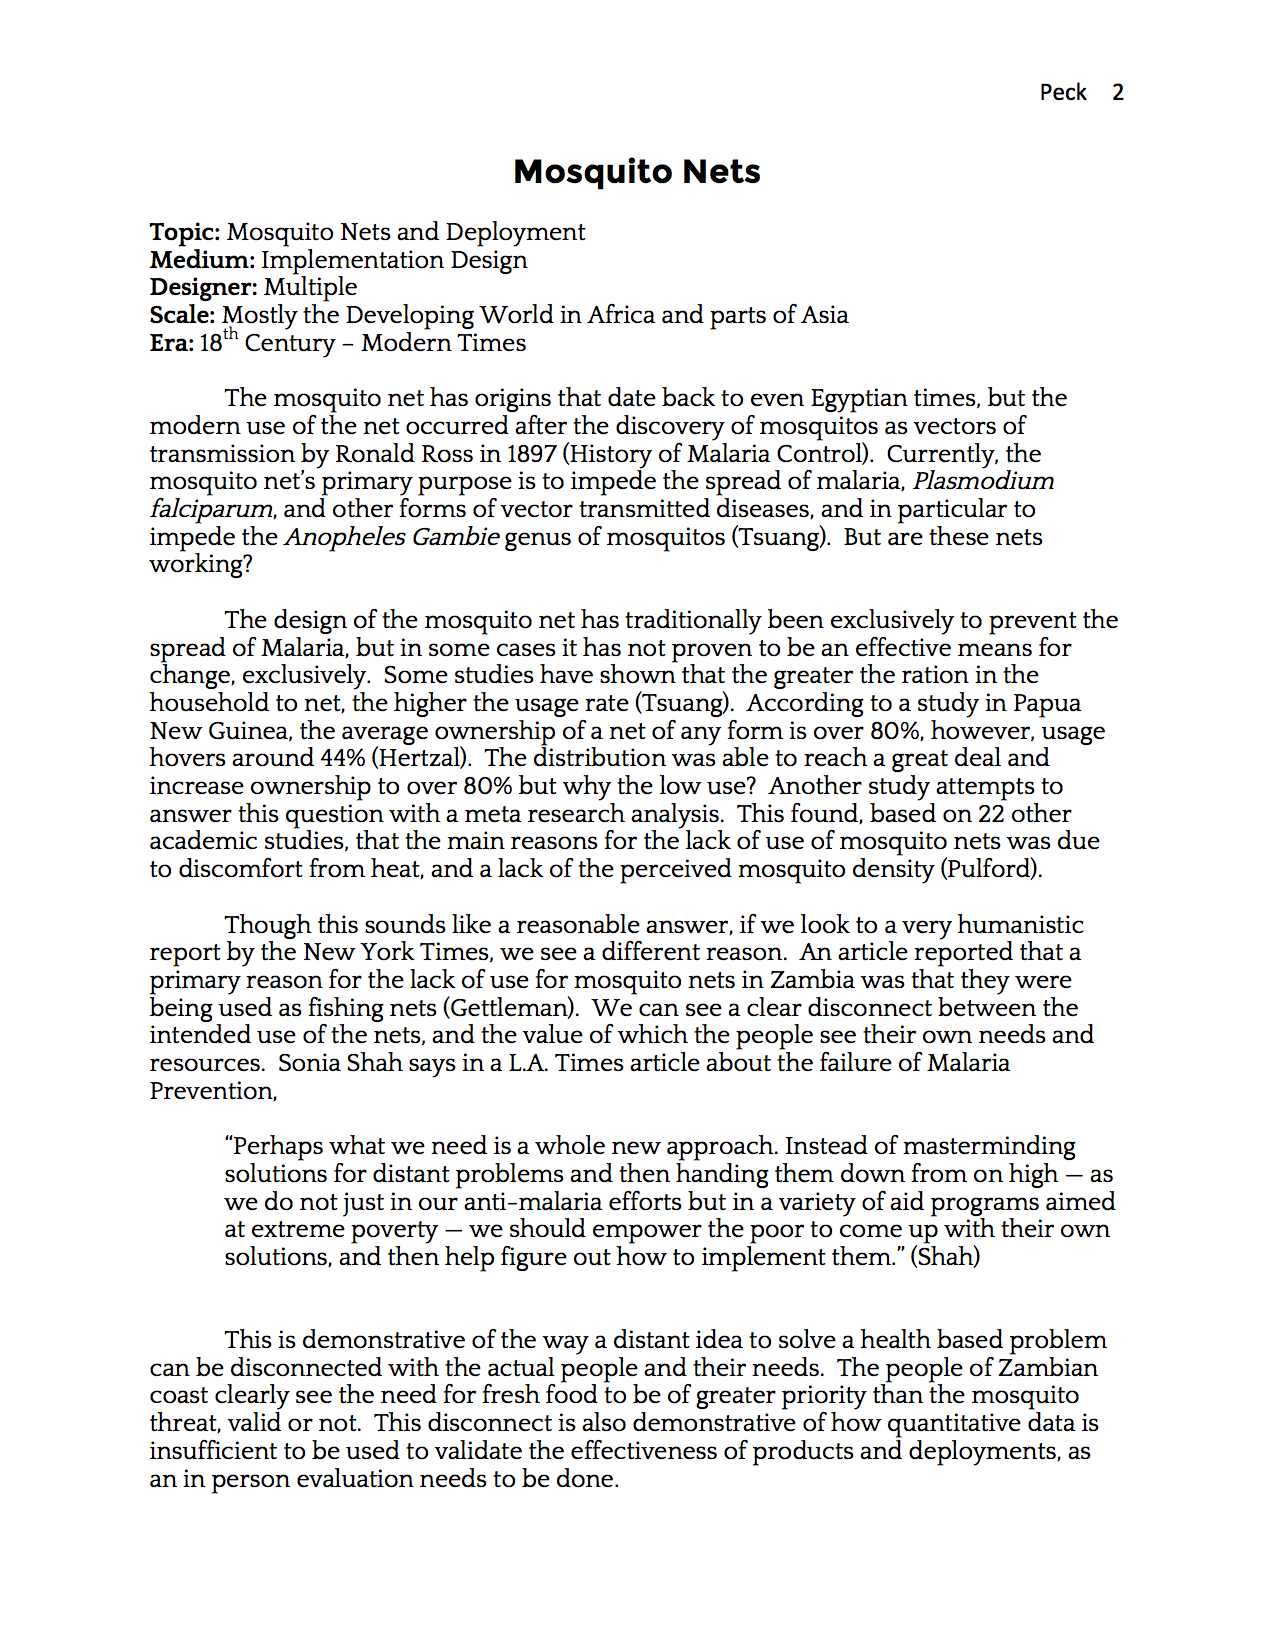 Peck 2
Mosquito Nets
Topic: Mosquito Nets and Deployment
Medium: Implementation Design
Designer: Multiple
Scale: Mostly the Developing World in Africa and parts of Asia
Era: 18th Century – Modern Times
The mosquito net has origins that date back to even Egyptian times, but the
modern use of the net occurred after the discovery of mosquitos as vectors of
transmission by Ronald Ross in 1897 (History of Malaria Control). Currently, the
mosquito net's primary purpose is to impede the spread of malaria, Plasmodium
falciparum, and other forms of vector transmitted diseases, and in particular to
impede the Anopheles Gambie genus of mosquitos (Tsuang). But are these nets
working?
The design of the mosquito net has traditionally been exclusively to prevent the
spread of Malaria, but in some cases it has not proven to be an effective means for
change, exclusively. Some studies have shown that the greater the ration in the
household to net, the higher the usage rate (Tsuang). According to a study in Papua
New Guinea, the average ownership of a net of any form is over 80%, however, usage
hovers around 44% (Hertzal). The distribution was able to reach a great deal and
increase ownership to over 80% but why the low use? Another study attempts to
answer this question with a meta research analysis. This found, based on 22 other
academic studies, that the main reasons for the lack of use of mosquito nets was due
to discomfort from heat, and a lack of the perceived mosquito density (Pulford).
Though this sounds like a reasonable answer, if we look to a very humanistic
report by the New York Times, we see a different reason. An article reported that a
primary reason for the lack of use for mosquito nets in Zambia was that they were
being used as fishing nets (Gettleman). We can see a clear disconnect between the
intended use of the nets, and the value of which the people see their own needs and
resources. Sonia Shah says in a L.A. Times article about the failure of Malaria
Prevention,
“Perhaps what we need is a whole new approach. Instead of masterminding
solutions for distant problems and then handing them down from on high — as
we do not just in our anti-malaria efforts but in a variety of aid programs aimed
at extreme poverty — we should empower the poor to come up with their own
solutions, and then help figure out how to implement them.” (Shah)
This is demonstrative of the way a distant idea to solve a health based problem
can be disconnected with the actual people and their needs. The people of Zambian
coast clearly see the need for fresh food to be of greater priority than the mosquito
threat, valid or not. This disconnect is also demonstrative of how quantitative data is
insufficient to be used to validate the effectiveness of products and deployments, as
an in person evaluation needs to be done.